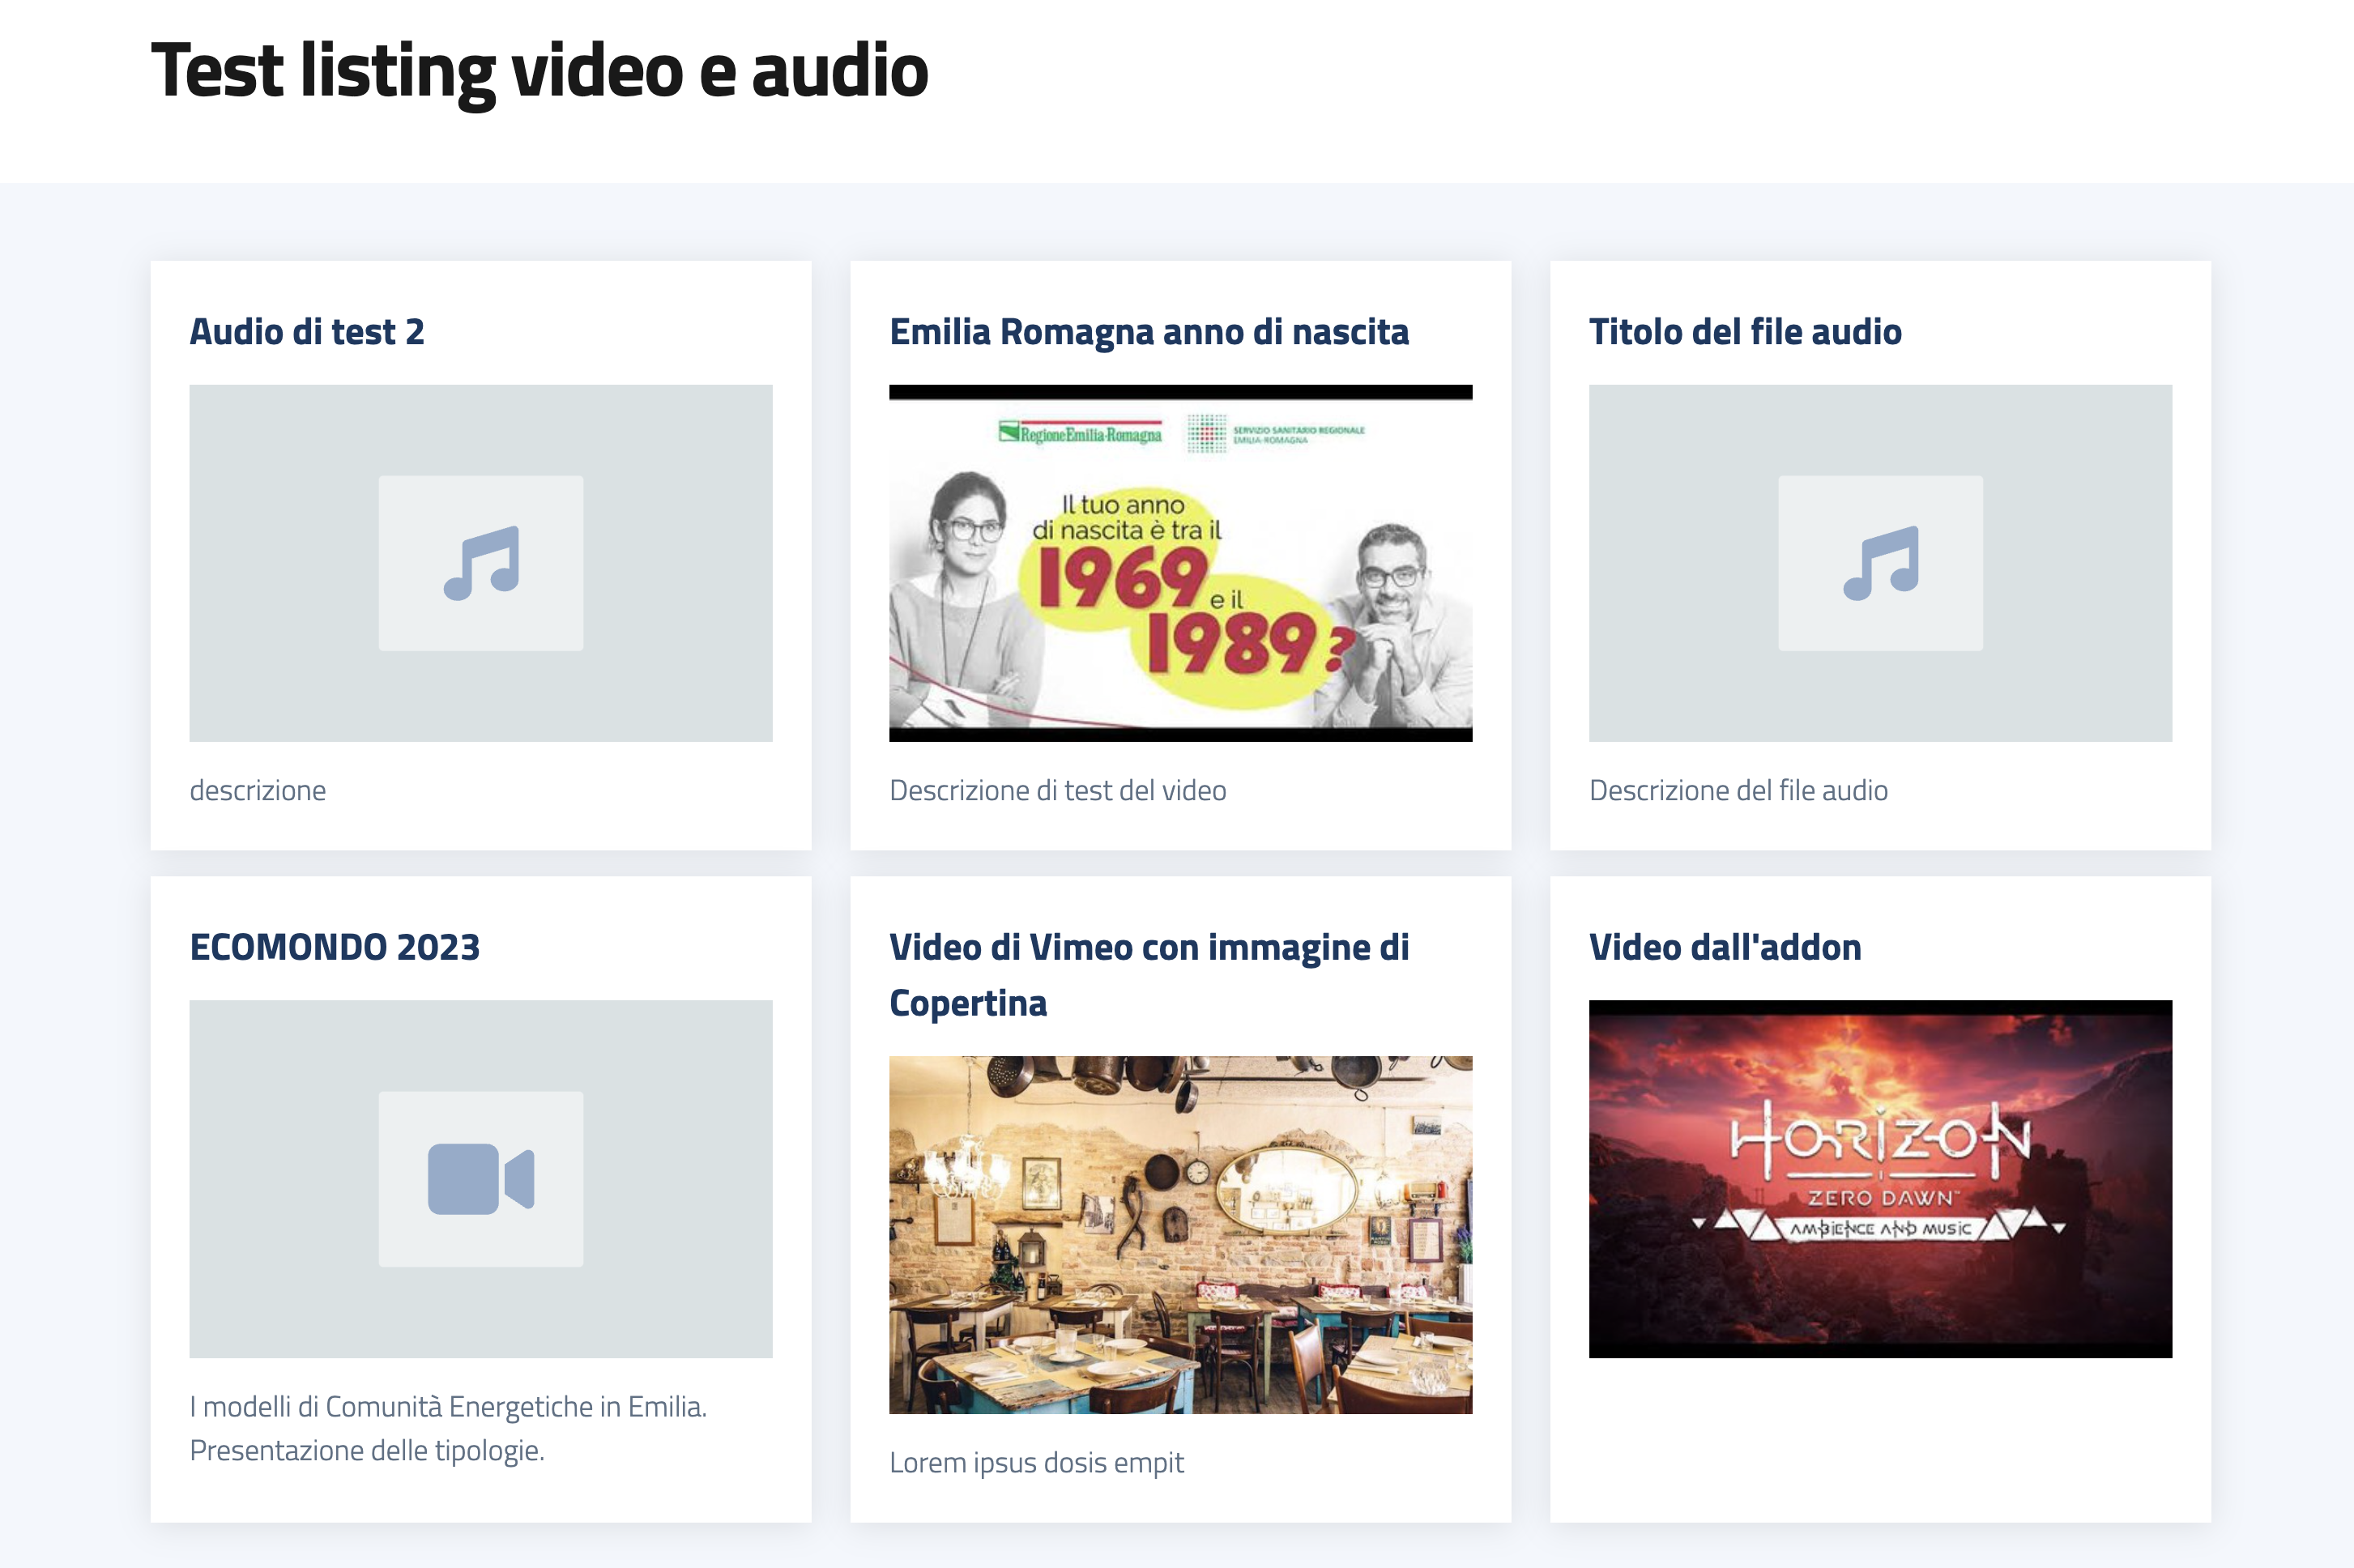 Test listing video e audio
Audio di test 2
Emilia Romagna anno di nascita
RegioneEmilia-Romagna
SERVIZIO SANITARIO REGIONALE
EMILIA-ROMAGNA
Il tuo anno
di nascita è tra il
1969
e il
1989?
Titolo del file audio
descrizione
Descrizione di test del video
Descrizione del file audio
ECOMONDO 2023
Video di Vimeo con immagine di
Copertina
Video dall'addon
HORIZON
ZERO DAWN™
AMBIENCE AND MUSIC
I modelli di Comunità Energetiche in Emilia.
Presentazione delle tipologie.
Lorem ipsus dosis empit